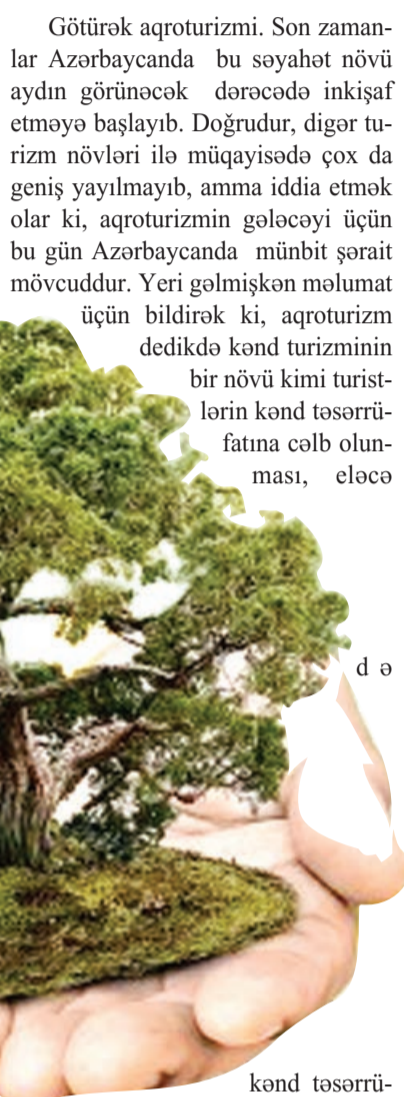 Götürək aqroturizmi. Son zaman-
lar Azərbaycanda bu səyahət növü
aydın görünəcək dərəcədə inkişaf
etməyə başlayıb. Doğrudur, digər tu-
rizm növləri ilə müqayisədə çox da
geniş yayılmayıb, amma iddia etmək
olar ki, aqroturizmin gələcəyi üçün
bu gün Azərbaycanda münbit şərait
mövcuddur. Yeri gəlmişkən məlumat
üçün bildirək ki, aqroturizm
dedikdə kənd turizminin
bir növü kimi turist-
lərin kənd təsərrü-
fatına cəlb olun-
ması, eləcə
d ə
kənd təsərrü-